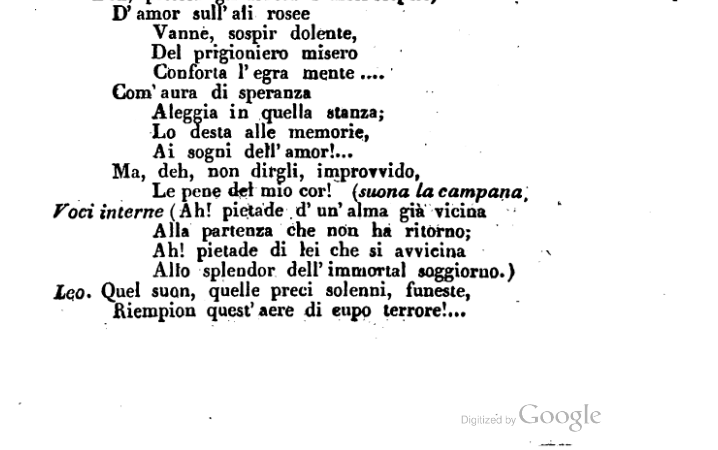 D' amor sull' ali rosee
Vanne, sospir dolente,
Del prigioniero misero
Conforta l' egra mente ....
Com' aura di speranza
Aleggia in quella stanza;
Lo desta alle memorie,
Ai sogni dell' amor!...
Ma, deh, non dirgli, improvvido,
Le pene del mio cor! (suona la campana,
Voci interne (Ah! pietade d' un' alma già vicina
Alla partenza che non ha ritorno;
Ah! pietade di lei che si avvicina
Allo splendor dell' immortal soggiorno.)
Leo. Quel suon, quelle preci solenni, funeste,
Riempion quest' aere di cupo terrore!...
Digitized by Google